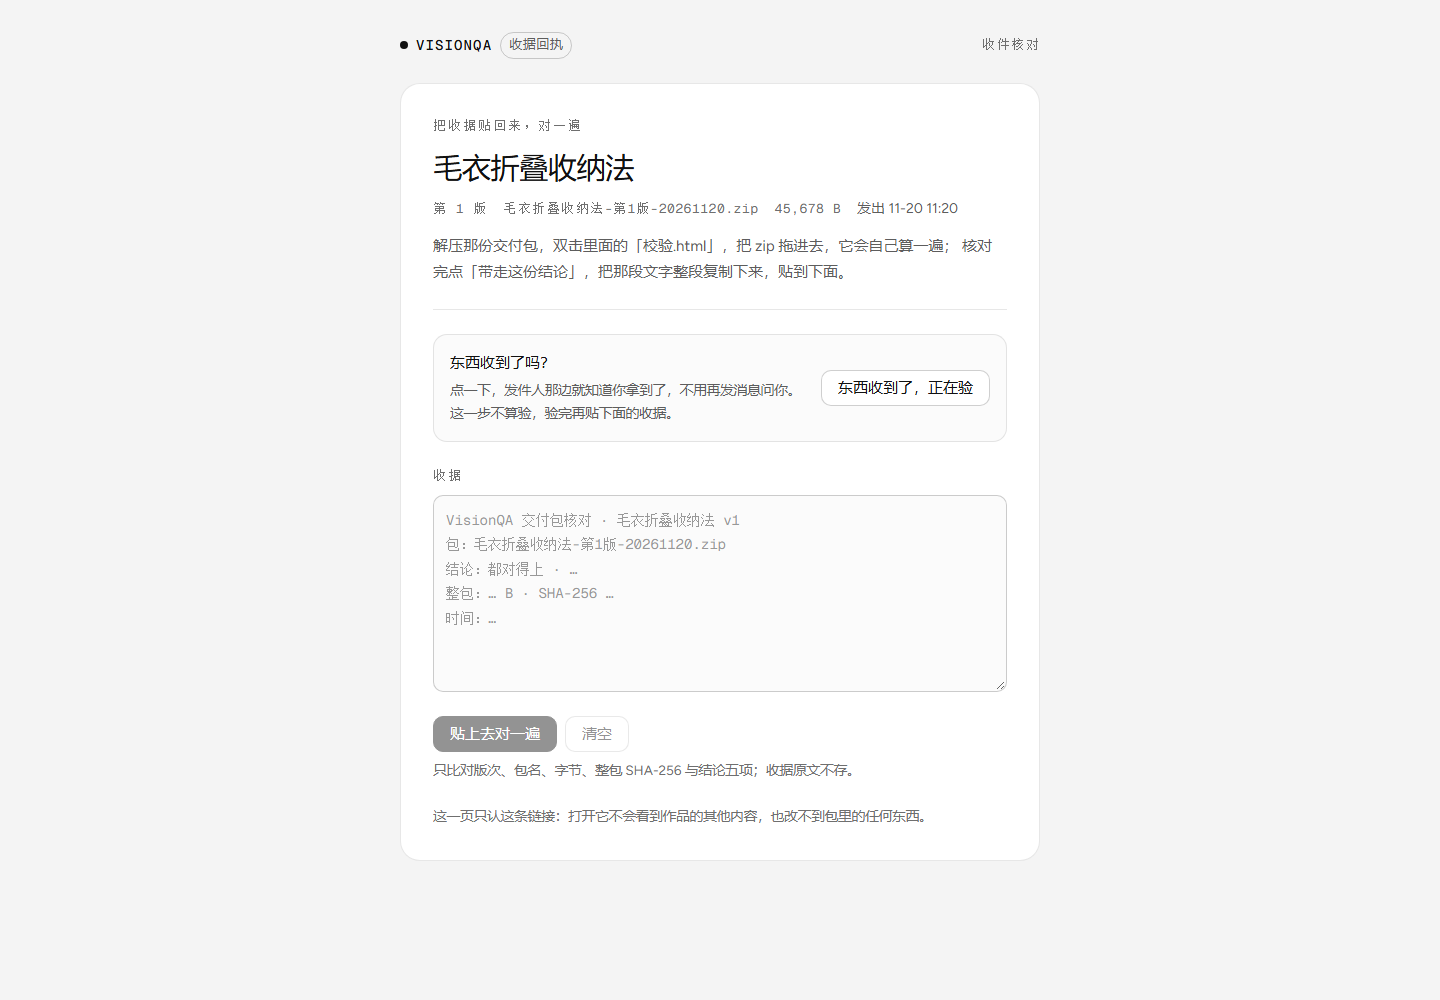 VISIONQA 收据回执 收件核对
把收据贴回来，对一遍
毛衣折叠收纳法
第 1 版 毛衣折叠收纳法-第1版-20261120.zip 45,678 B 发出 11-20 11:20
解压那份交付包，双击里面的「校验.html」，把 zip 拖进去，它会自己算一遍； 核对
完点「带走这份结论」，把那段文字整段复制下来，贴到下面。
东西收到了吗？
点一下，发件人那边就知道你拿到了，不用再发消息问你。
这一步不算验，验完再贴下面的收据。
东西收到了，正在验
收据
VisionQA 交付包核对 · 毛衣折叠收纳法 v1
包：毛衣折叠收纳法-第1版-20261120.zip
结论：都对得上 · …
整包：… B · SHA-256 …
时间：…
贴上去对一遍 清空
只比对版次、包名、字节、整包 SHA-256 与结论五项；收据原文不存。
这一页只认这条链接：打开它不会看到作品的其他内容，也改不到包里的任何东西。